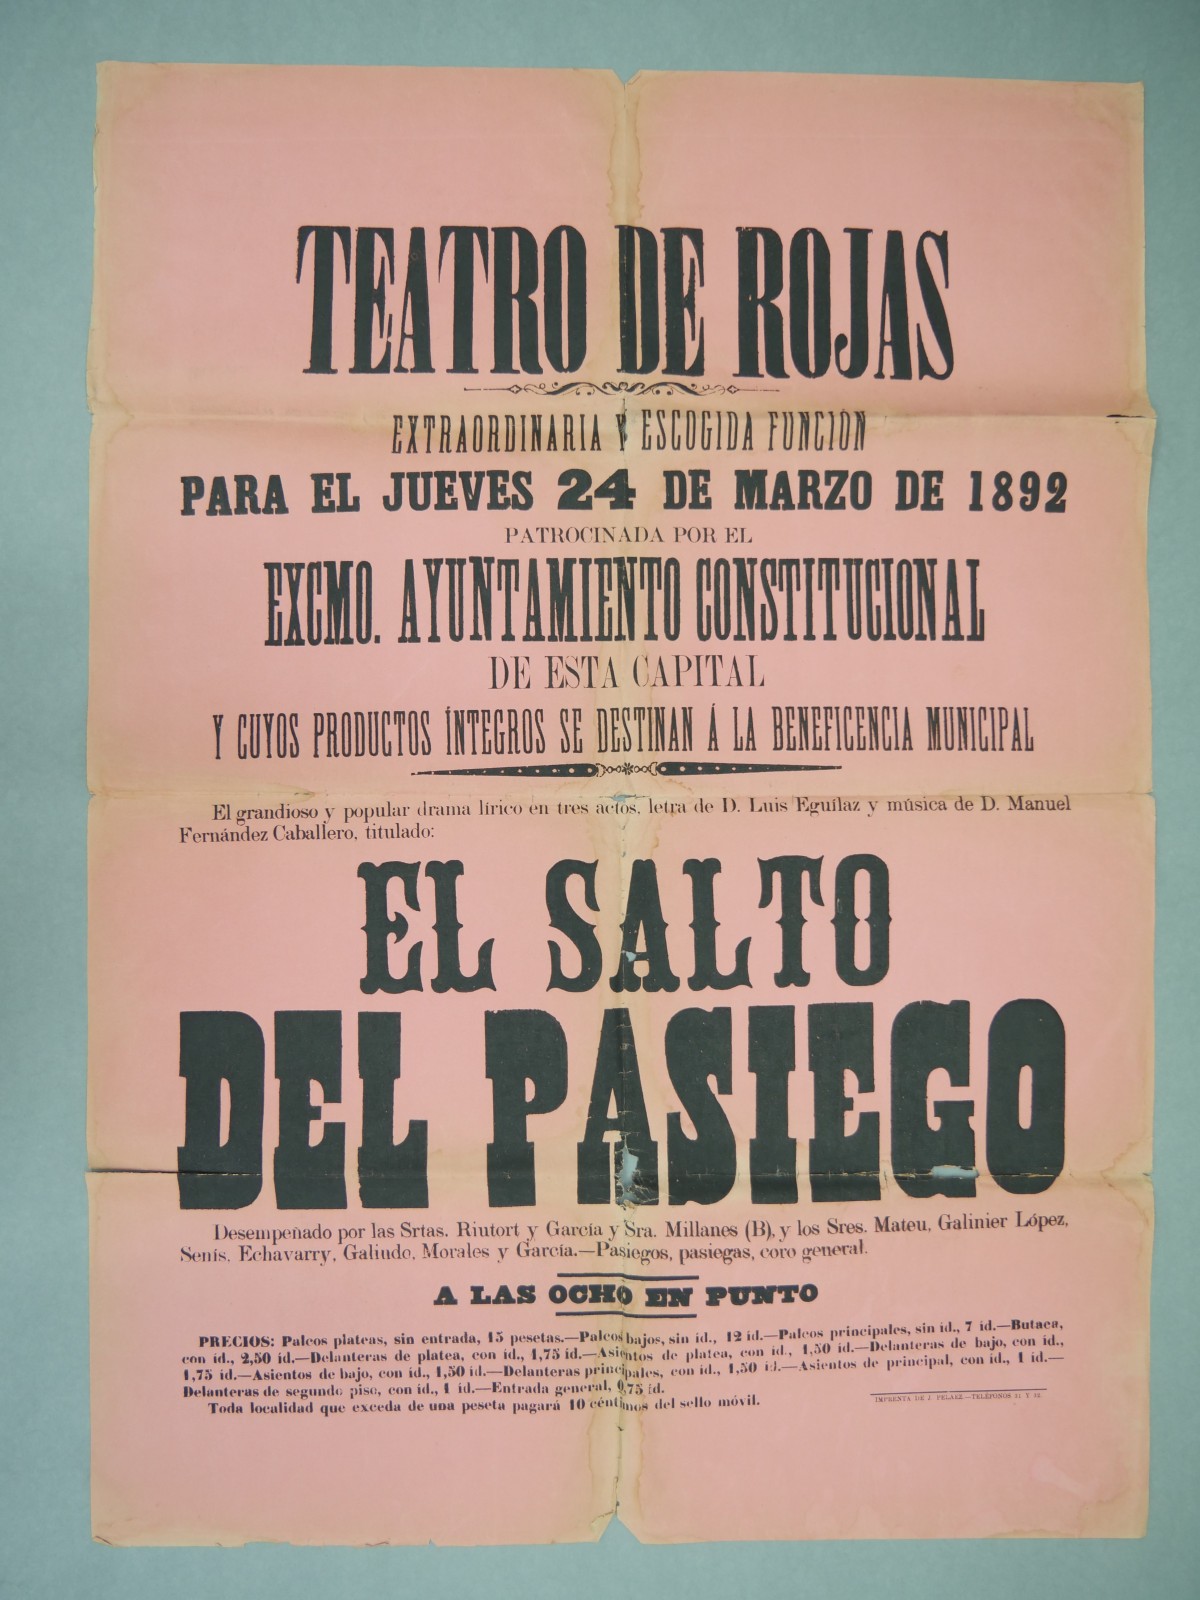 TEATRO DE ROJAS
EXTRAORDINARIA Y ESCOGIDA FUNCIÓN
PARA EL JUEVES 24 DE MARZO DE 1892
PATROCINADA POR EL
EXCMO. AYUNTAMIENTO CONSTITUCIONAL
DE ESTA CAPITAL
Y CUYOS PRODUCTOS ÍNTEGROS SE DESTINAN Á LA BENEFICENCIA MUNICIPAL
El grandioso y popular drama lírico en tres actos, letra de D. Luis Eguílaz y música de D. Manuel
Fernández Caballero, titulado:
EL SALTO
DEL PASIEGO
Desempeñado por las Srtas. Riutort y García y Sra. Millanes (B), y los Sres. Mateu, Galinier López,
Senís, Echavarry, Galindo, Morales y García.—Pasiegos, pasiegas, coro general.
A LAS OCHO EN PUNTO
PRECIOS: Palcos plateas, sin entrada, 15 pesetas.—Palcos bajos, sin id., 12 id.—Palcos principales, sin id., 7 id.—Butaca,
con id., 2,50 id.—Delanteras de platea, con id., 1,75 id.—Asientos de platea, con id., 1,50 id.—Delanteras de bajo, con id.,
1,75 id.—Asientos de bajo, con id., 1,50 id.—Delanteras principales, con id., 1,50 id.—Asientos de principal, con id., 1 id.—
Delanteras de segundo piso, con id., 1 id.—Entrada general, 0,75 id.
Toda localidad que exceda de una peseta pagará 10 céntimos del sello móvil.
IMPRENTA DE J. PELAEZ.—TELÉFONOS